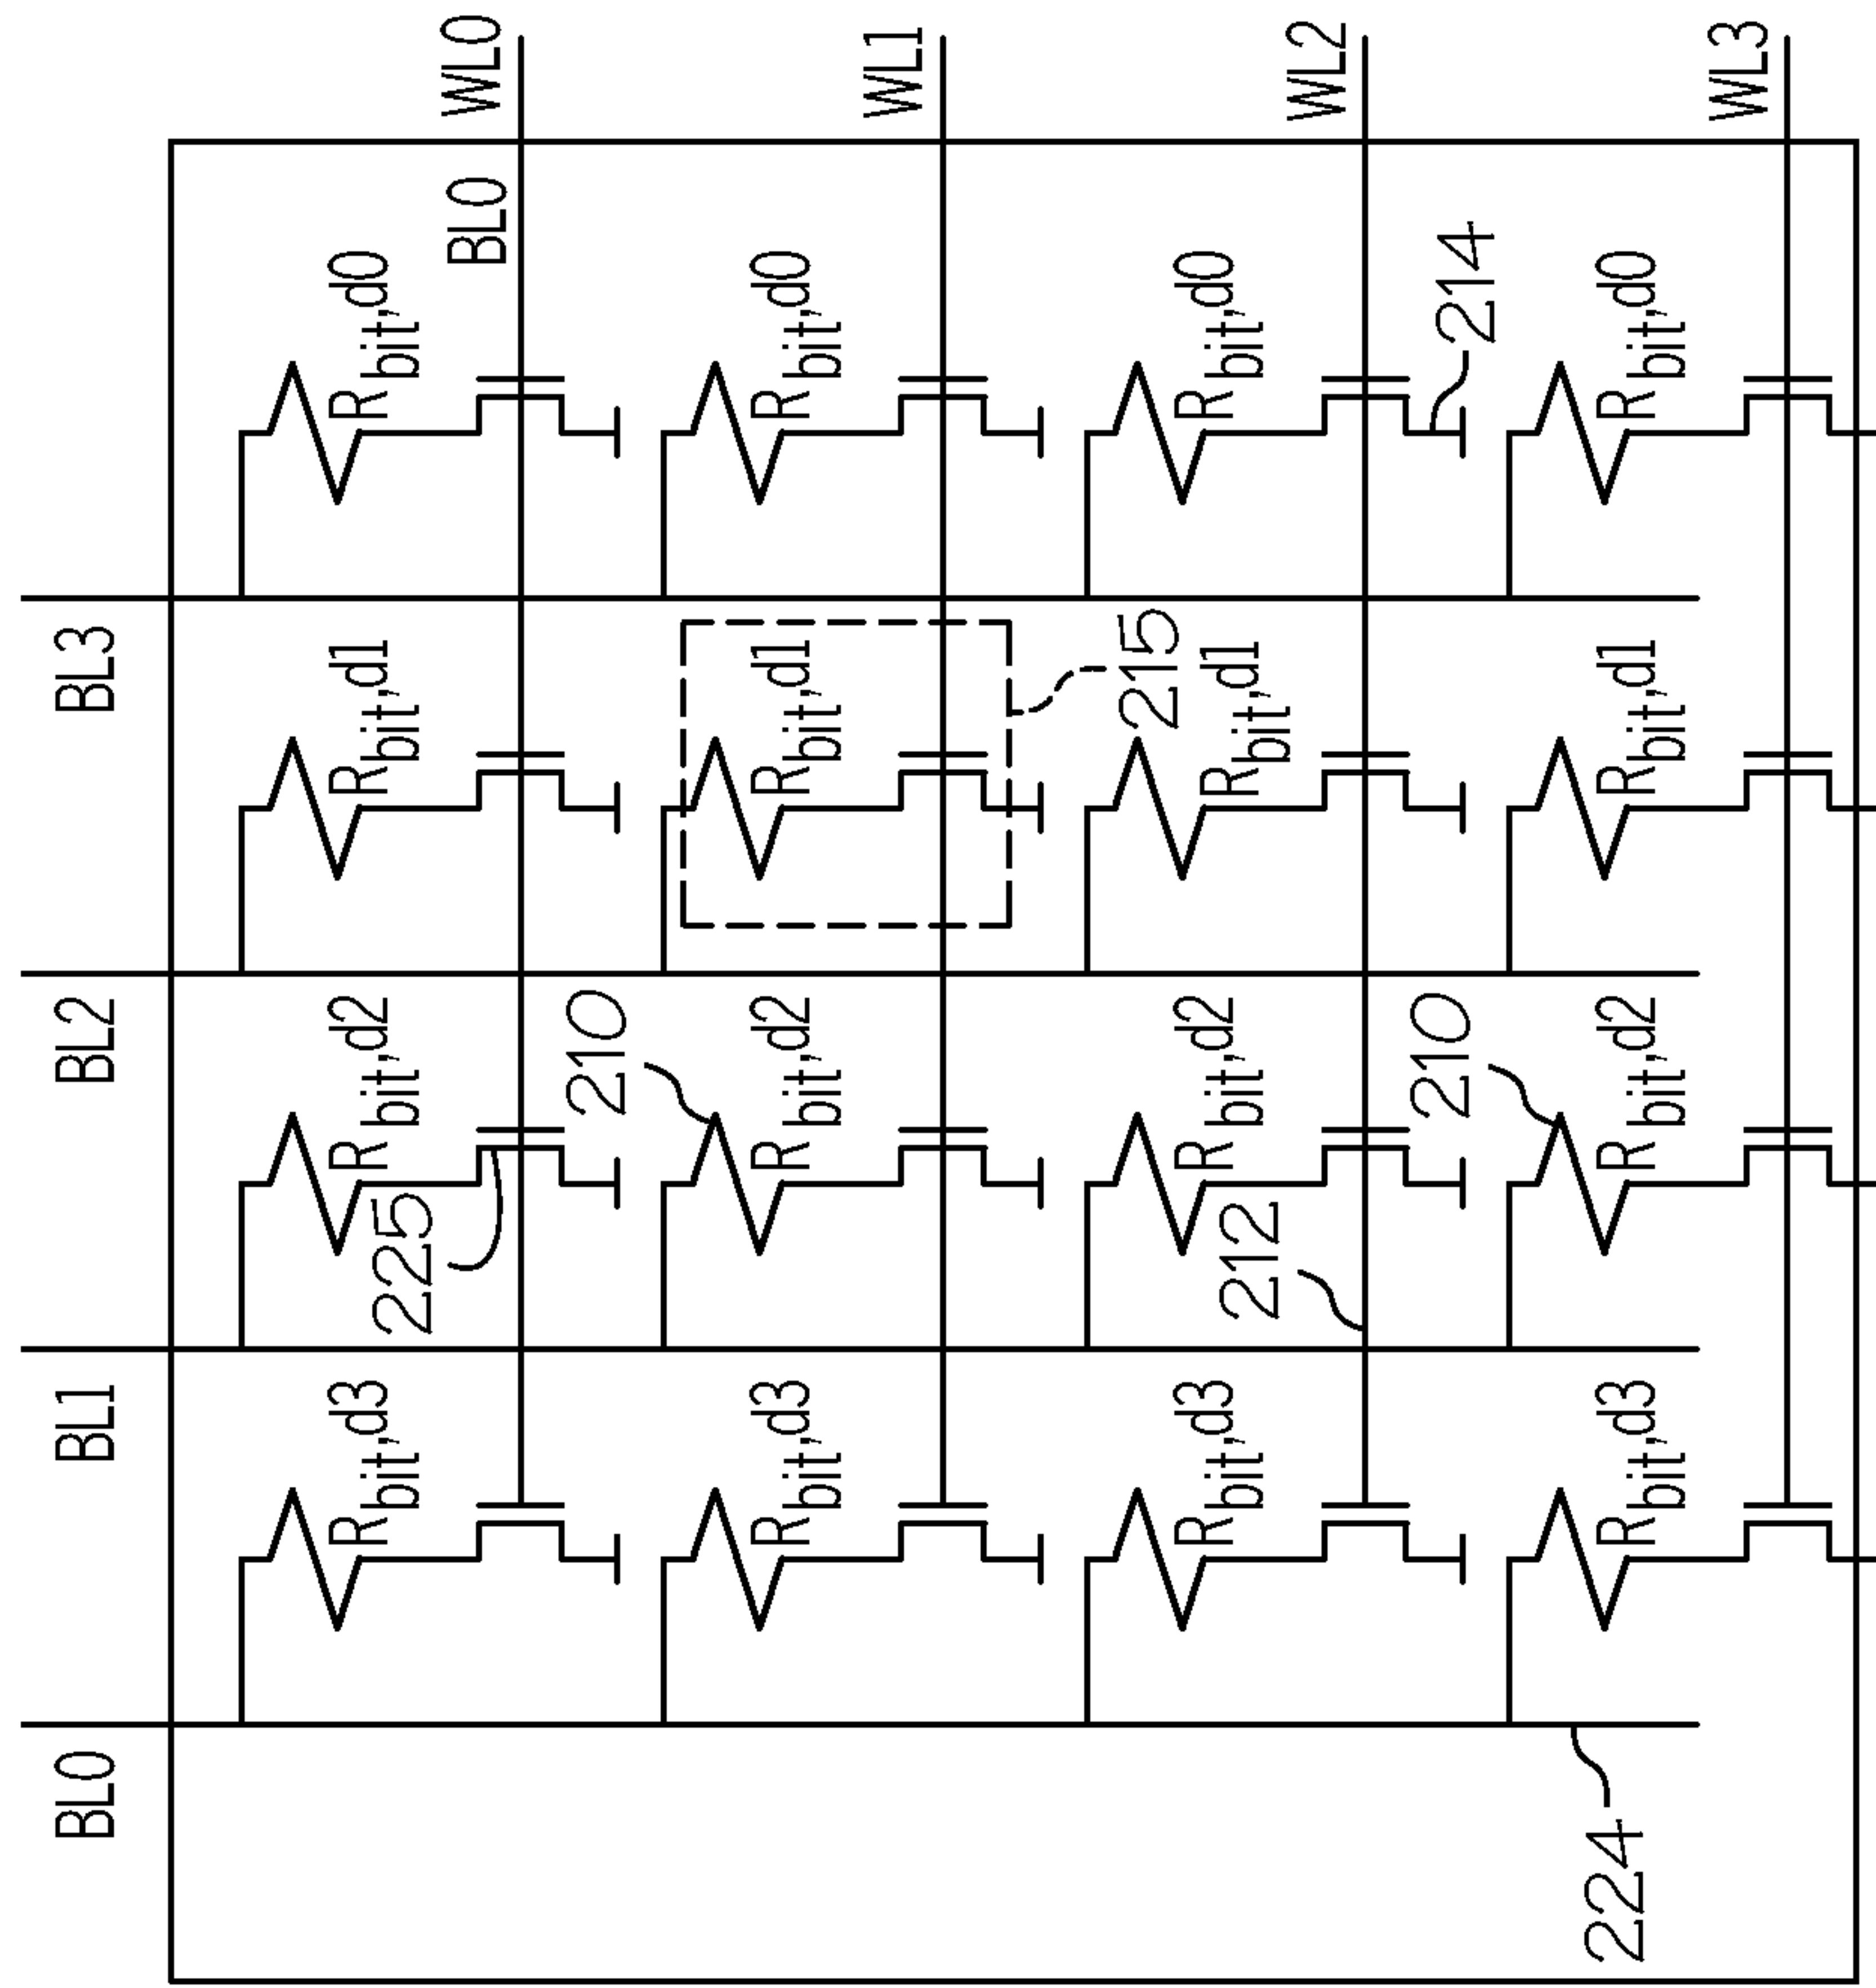 BL0
BL1
BL2
BL3
Rbit,d3
Rbit,d2
Rbit,d1
Rbit,d0
225
BL0
WL0
210
Rbit,d3
Rbit,d2
Rbit,d1
Rbit,d0
WL1
215
Rbit,d3
Rbit,d2
Rbit,d1
Rbit,d0
212
WL2
210
214
224
Rbit,d3
Rbit,d2
Rbit,d1
Rbit,d0
WL3